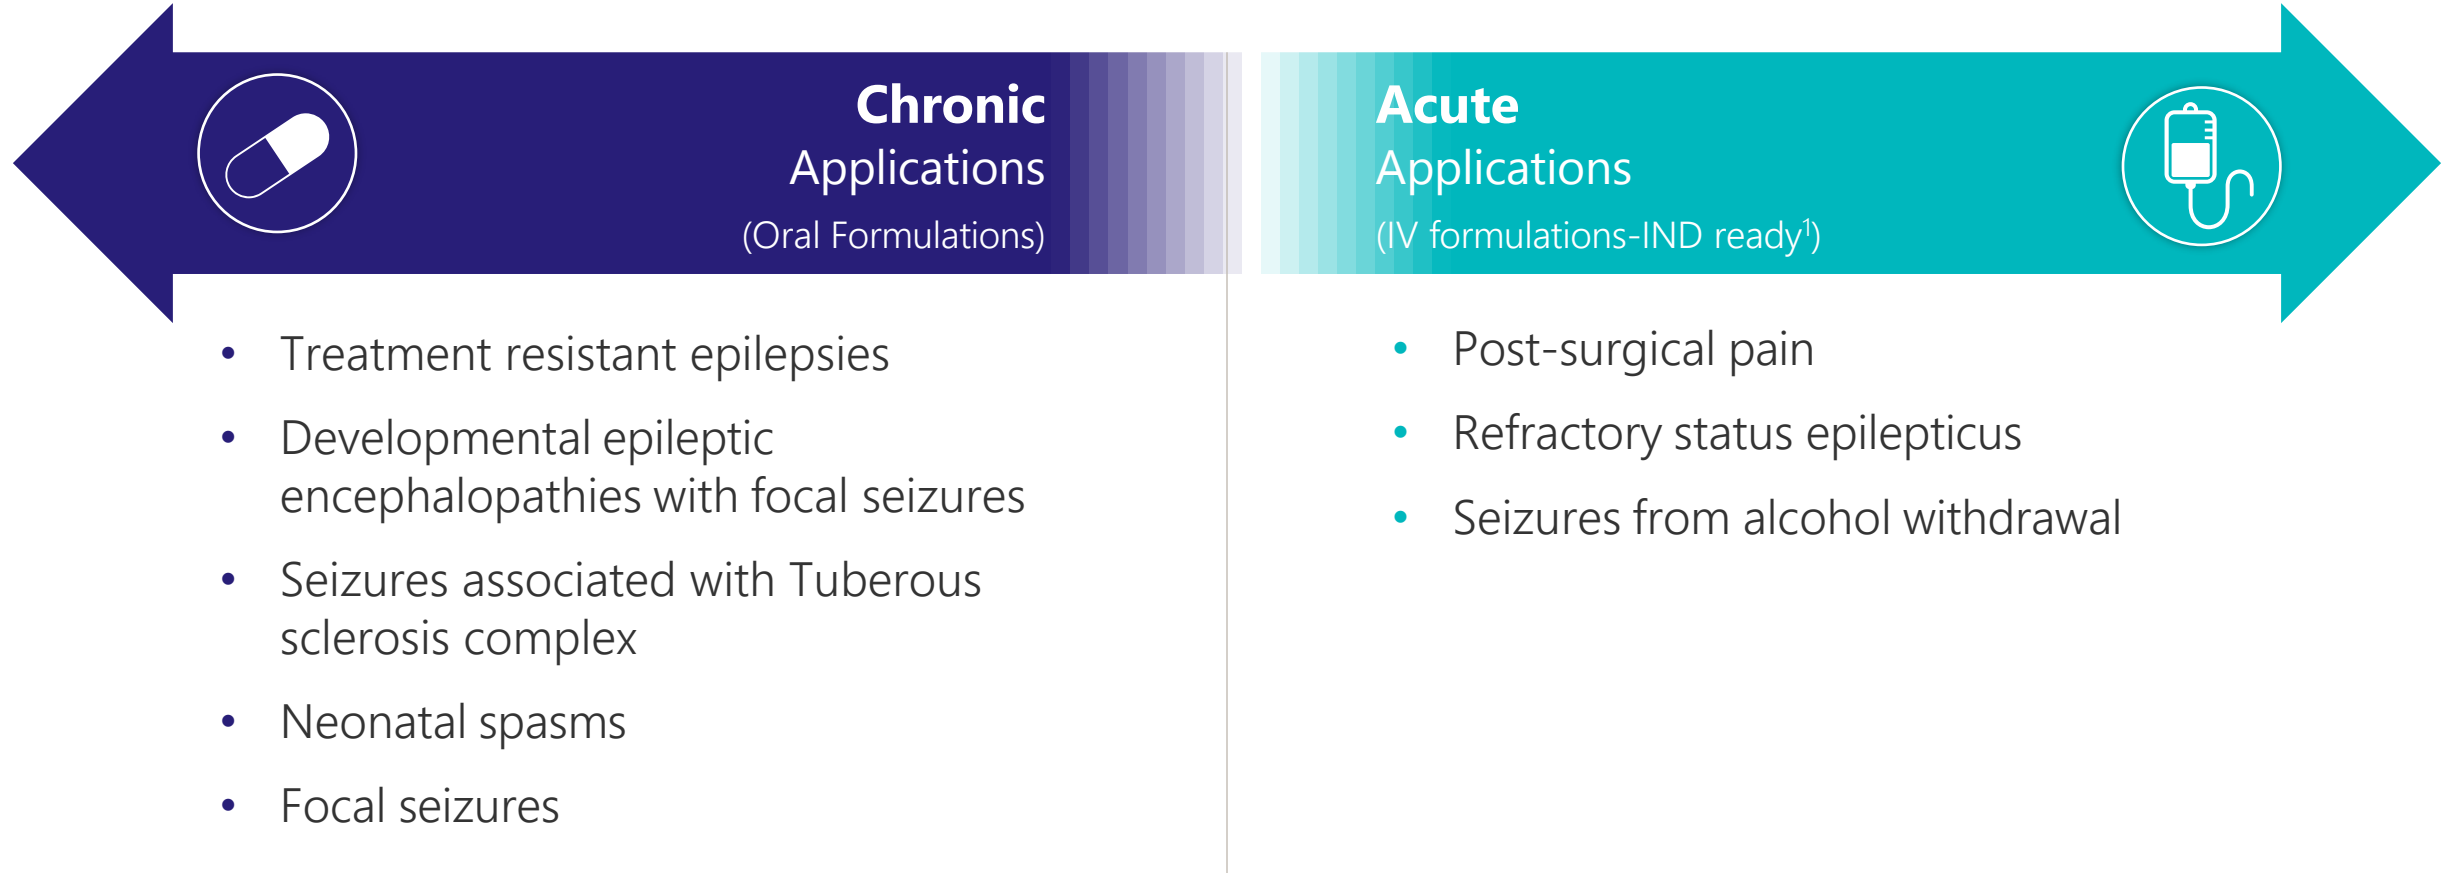 Chronic
Applications
(Oral Formulations)
• Treatment resistant epilepsies
• Developmental epileptic
encephalopathies with focal seizures
• Seizures associated with Tuberous
sclerosis complex
• Neonatal spasms
• Focal seizures
Acute
Applications
(IV formulations-IND ready¹)
• Post-surgical pain
• Refractory status epilepticus
• Seizures from alcohol withdrawal